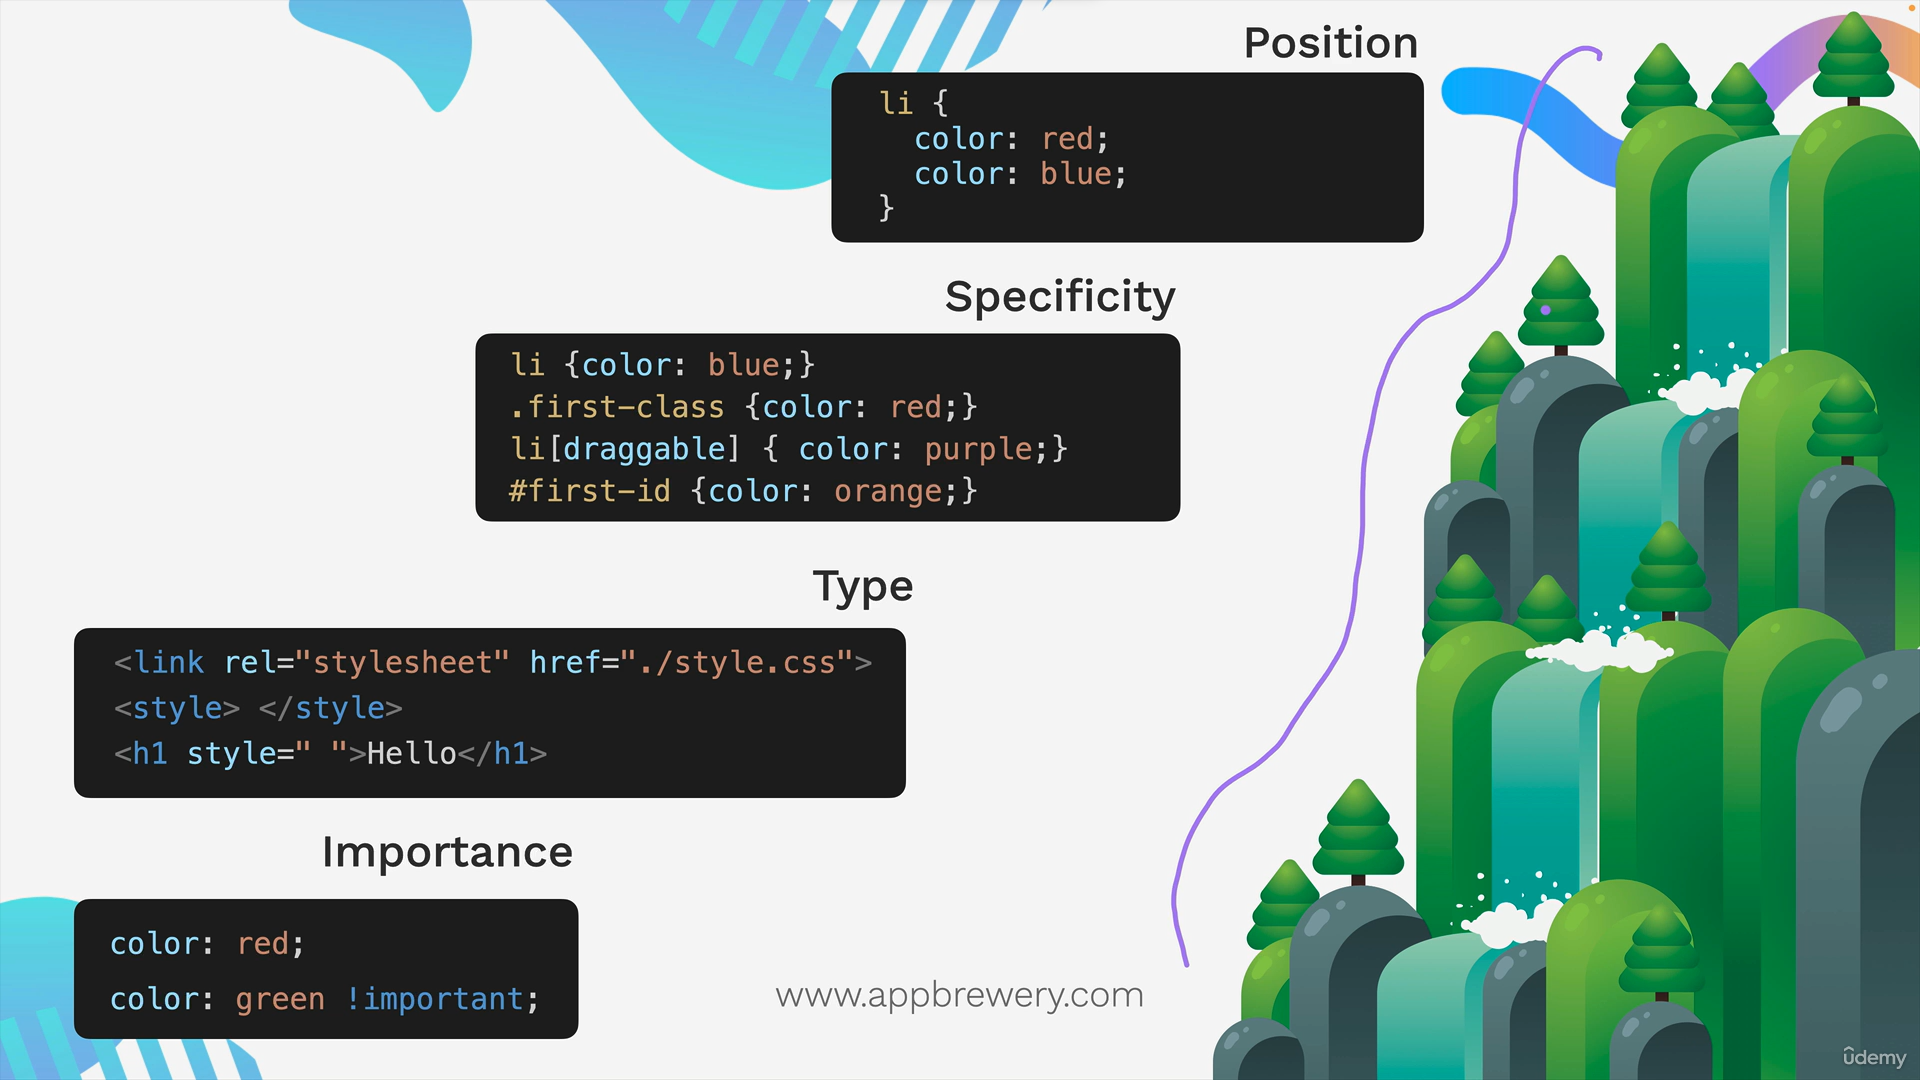 Position
li {
  color: red;
  color: blue;
}
Specificity
li {color: blue;}
.first-class {color: red;}
li[draggable] { color: purple;}
#first-id {color: orange;}
Type
<link rel="stylesheet" href="./style.css">
<style> </style>
<h1 style=" ">Hello</h1>
Importance
color: red;
color: green !important;
www.appbrewery.com
ûdemy